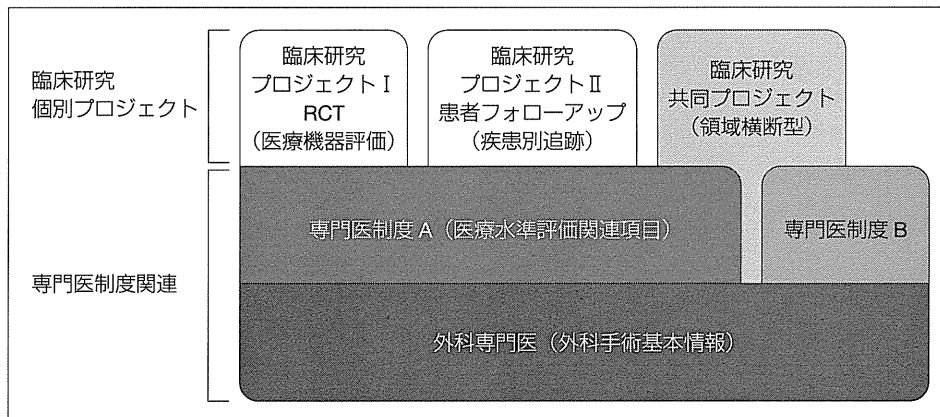 臨床研究
個別プロジェクト
臨床研究
プロジェクトⅠ
RCT
(医療機器評価)
臨床研究
プロジェクトⅡ
患者フォローアップ
(疾患別追跡)
臨床研究
共同プロジェクト
(領域横断型)
専門医制度関連
専門医制度 A(医療水準評価関連項目)
専門医制度 B
外科専門医(外科手術基本情報)